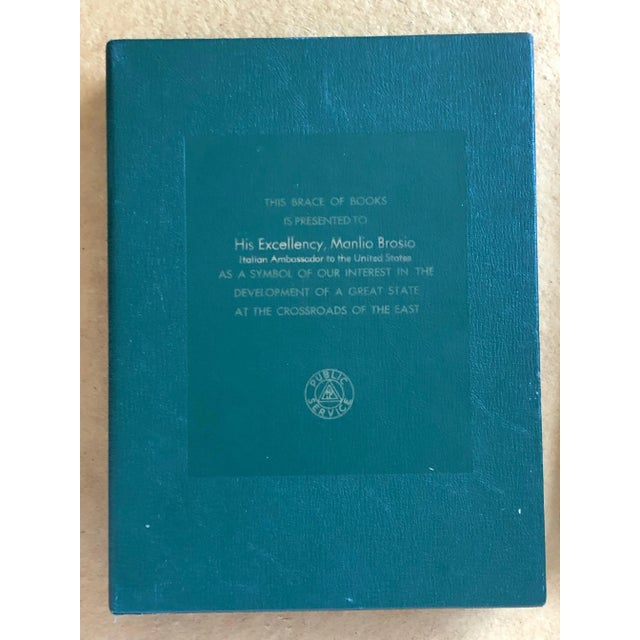 THIS BRACE OF BOOKS
IS PRESENTED TO
His Excellency, Manlio Brosio
Italian Ambassador to the United States
AS A SYMBOL OF OUR INTEREST IN THE
DEVELOPMENT OF A GREAT STATE
AT THE CROSSROADS OF THE EAST
PUBLIC
SERVICE